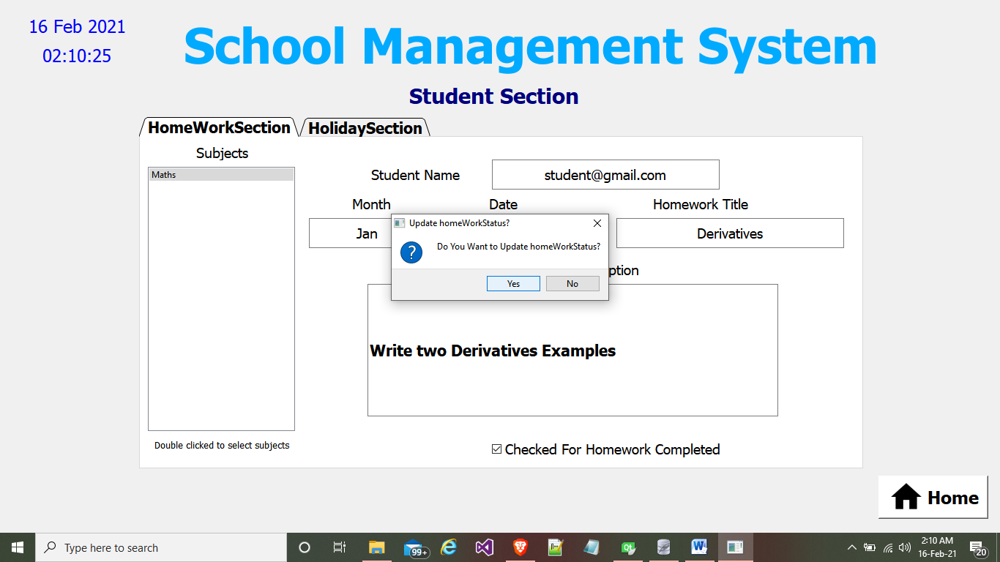 16 Feb 2021
02:10:25
School Management System
Student Section
HomeWorkSection
HolidaySection
Subjects
Maths
Student Name
student@gmail.com
Month
Date
Homework Title
Jan
Derivatives
Update homeWorkStatus?
Do You Want to Update homeWorkStatus?
Yes
No
ption
Write two Derivatives Examples
Double clicked to select subjects
Checked For Homework Completed
Home
Type here to search
99+
2:10 AM
16-Feb-21
20